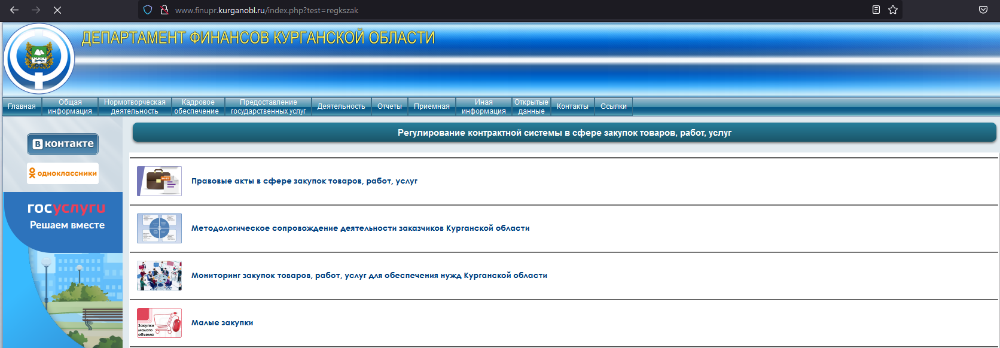 www.finupr.kurganobl.ru/index.php?test=regkszak
ДЕПАРТАМЕНТ ФИНАНСОВ КУРГАНСКОЙ ОБЛАСТИ
Главная
Общая
информация
Нормотворческая
деятельность
Кадровое
обеспечение
Предоставление
государственных услуг
Деятельность
Отчеты
Приемная
Иная
информация
Открытые
данные
Контакты
Ссылки
В контакте
одноклассники
госуслуги
Решаем вместе
Регулирование контрактной системы в сфере закупок товаров, работ, услуг
Правовые акты в сфере закупок товаров, работ, услуг
Методологическое сопровождение деятельности заказчиков Курганской области
Мониторинг закупок товаров, работ, услуг для обеспечения нужд Курганской области
Закупки
малого
объема
Малые закупки